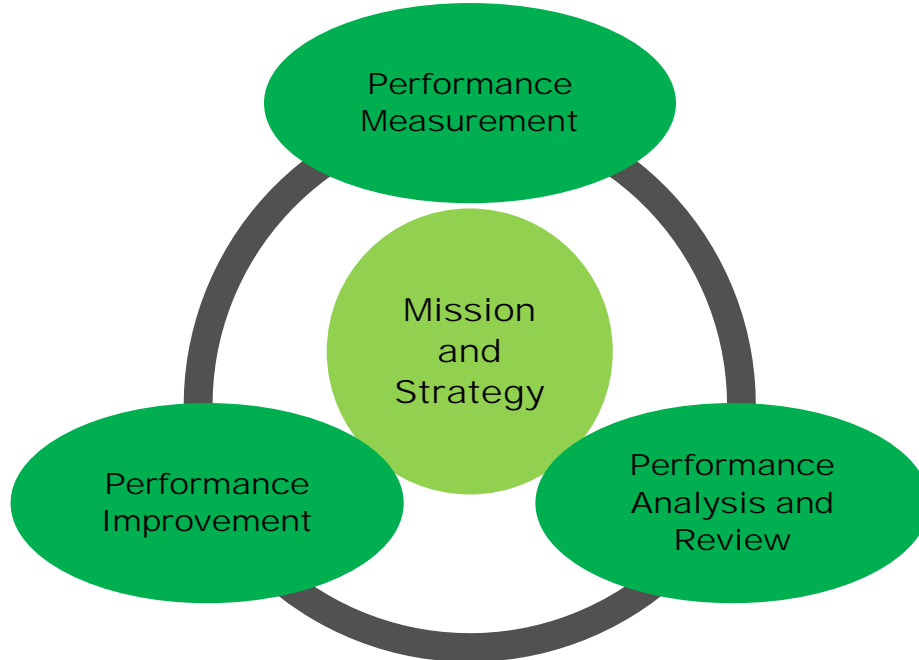 Performance
Measurement
Mission
and
Strategy
Performance
Improvement
Performance
Analysis and
Review